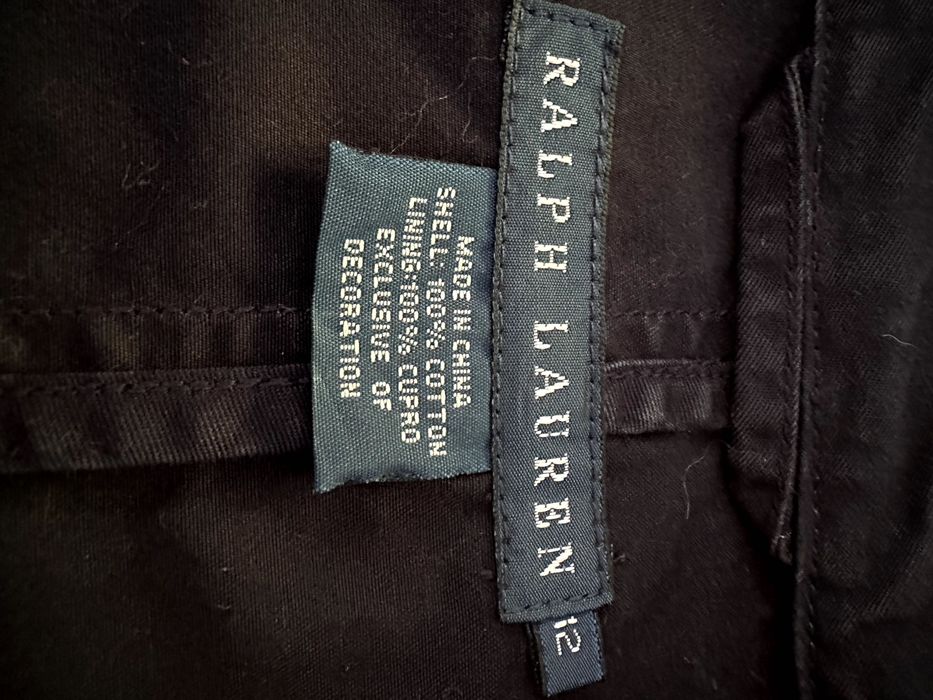 RALPH LAUREN
12
MADE IN CHINA
SHELL: 100% COTTON
LINING:100% CUPRO
EXCLUSIVE OF
DECORATION